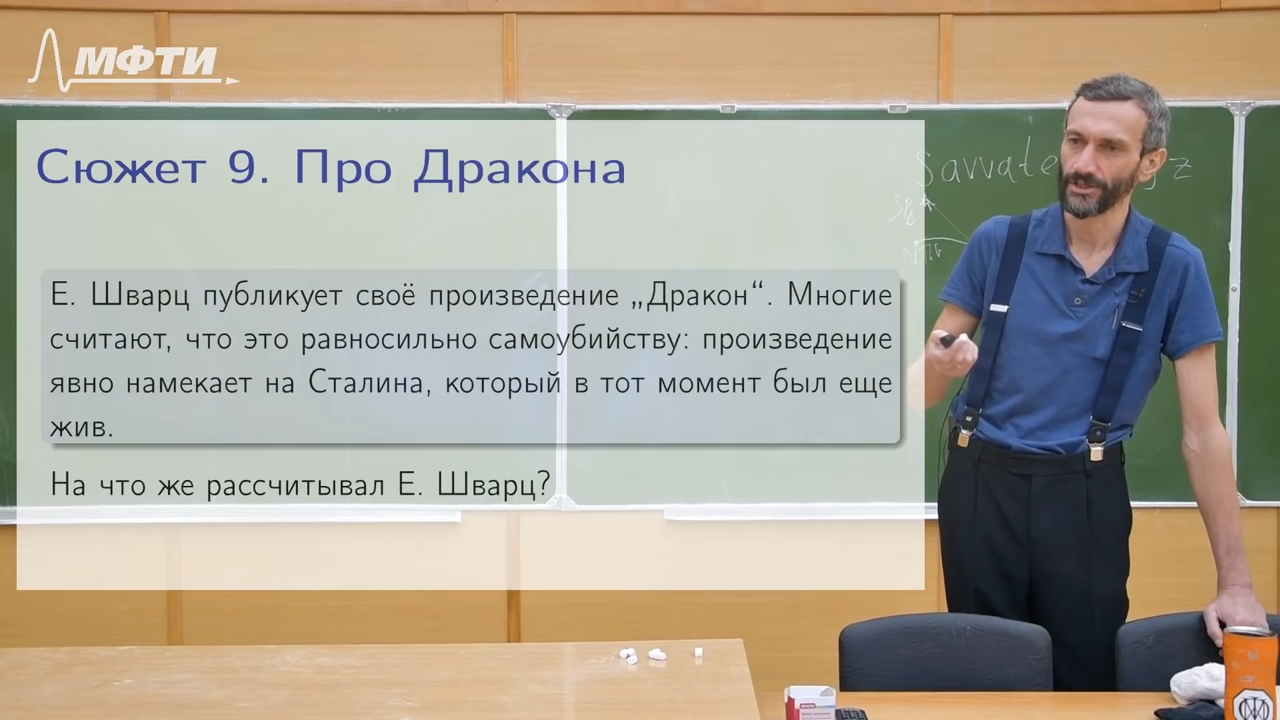 МФТИ
Сюжет 9. Про Дракона
Е. Шварц публикует своё произведение „Дракон“. Многие
считают, что это равносильно самоубийству: произведение
явно намекает на Сталина, который в тот момент был еще
жив.
На что же рассчитывал Е. Шварц?
Savvate